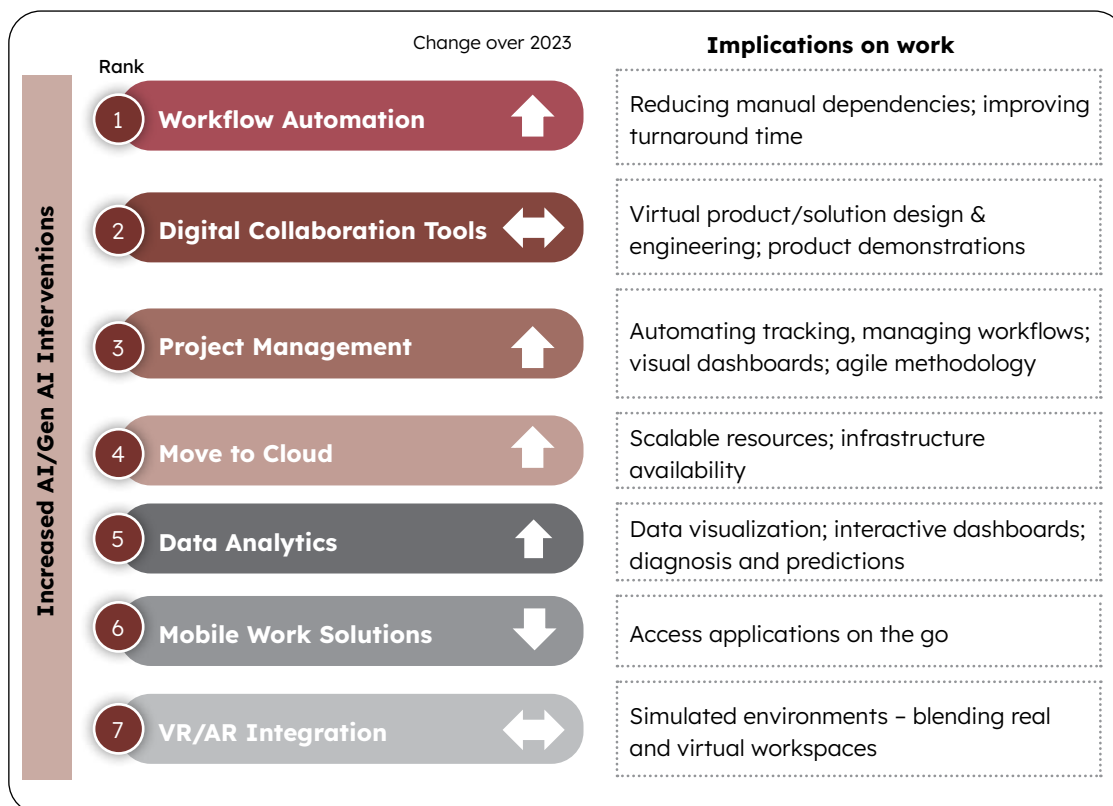 Change over 2023
Implications on work
Rank
Increased AI/Gen AI Interventions
1
Workflow Automation
Reducing manual dependencies; improving
turnaround time
2
Digital Collaboration Tools
Virtual product/solution design &
engineering; product demonstrations
3
Project Management
Automating tracking, managing workflows;
visual dashboards; agile methodology
4
Move to Cloud
Scalable resources; infrastructure
availability
5
Data Analytics
Data visualization; interactive dashboards;
diagnosis and predictions
6
Mobile Work Solutions
Access applications on the go
7
VR/AR Integration
Simulated environments – blending real
and virtual workspaces